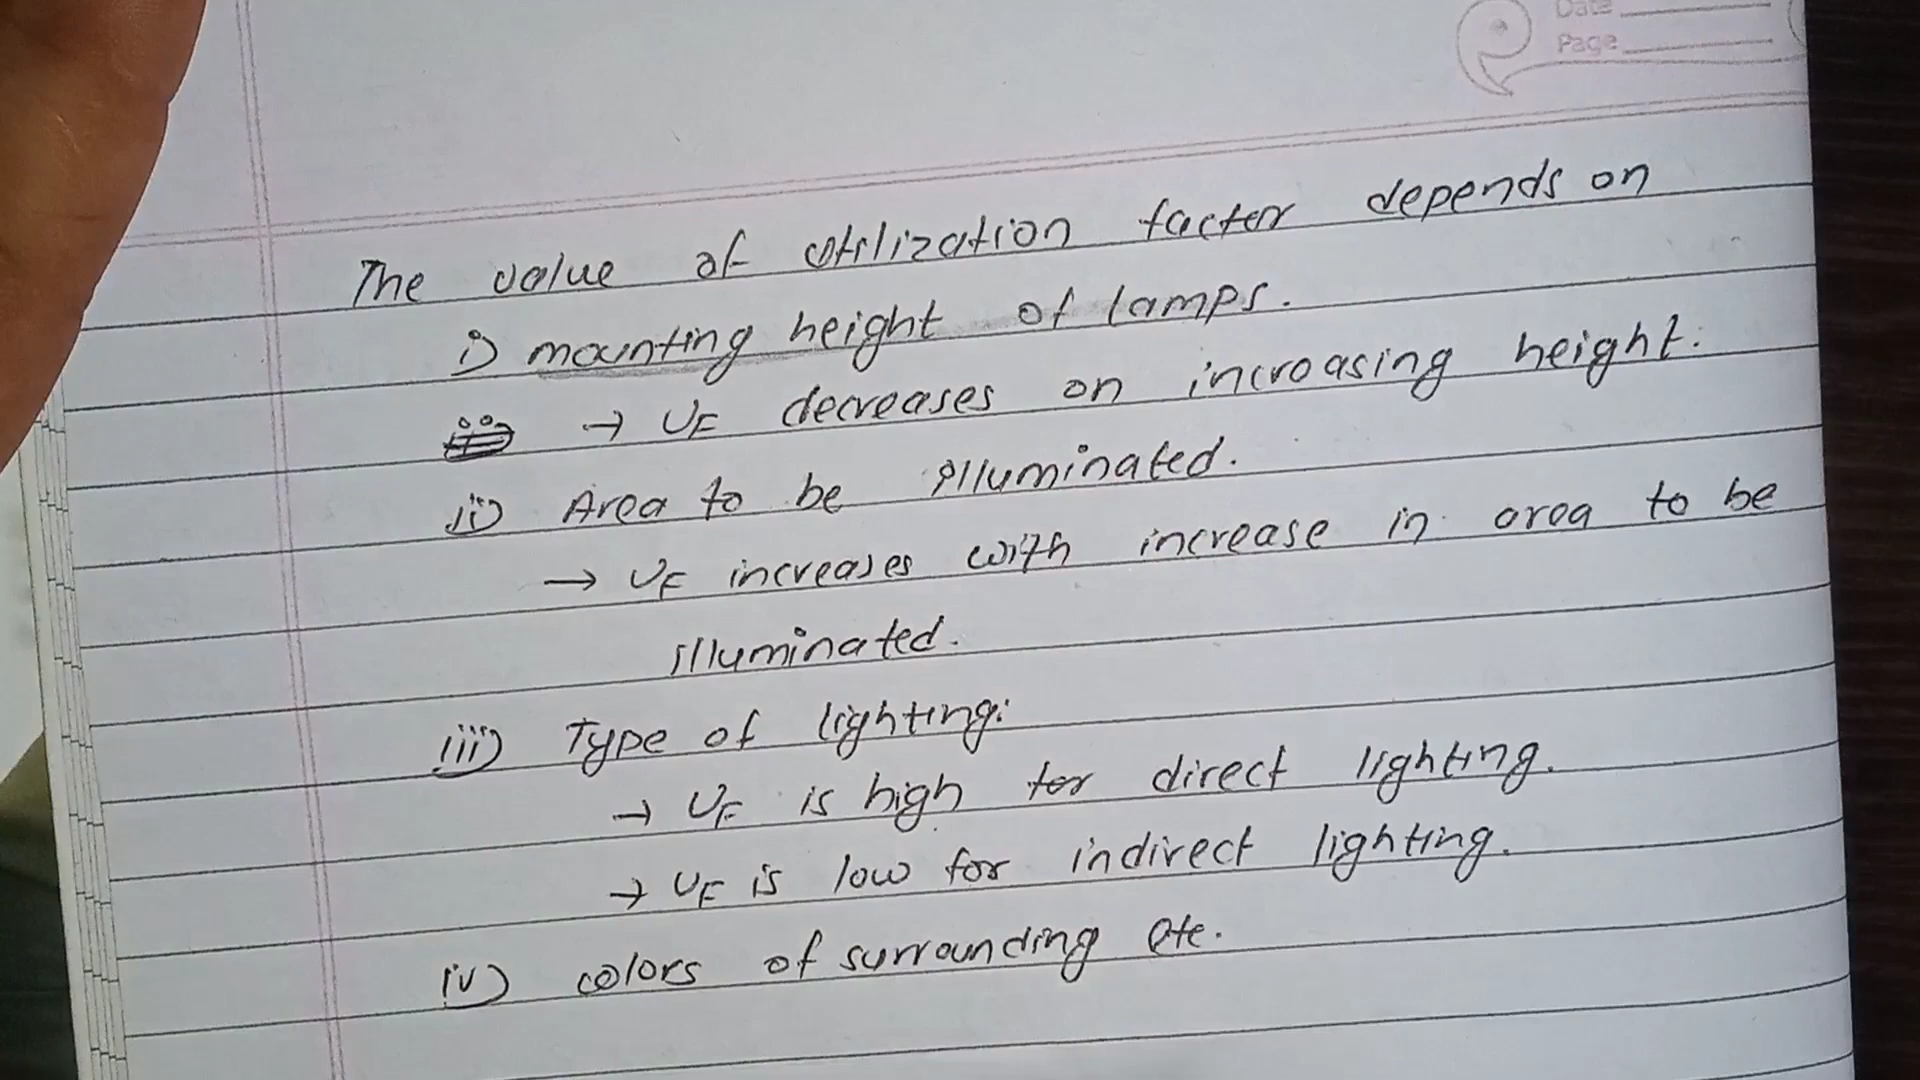 Date
Page
The value of utilization factor depends on
i) mounting height of lamps.
→ UF decreases on increasing height.
ii) Area to be illuminated.
→ UF increases with increase in area to be
illuminated.
iii) Type of lighting:
→ UF is high for direct lighting.
→ UF is low for indirect lighting.
iv) colors of surrounding etc.